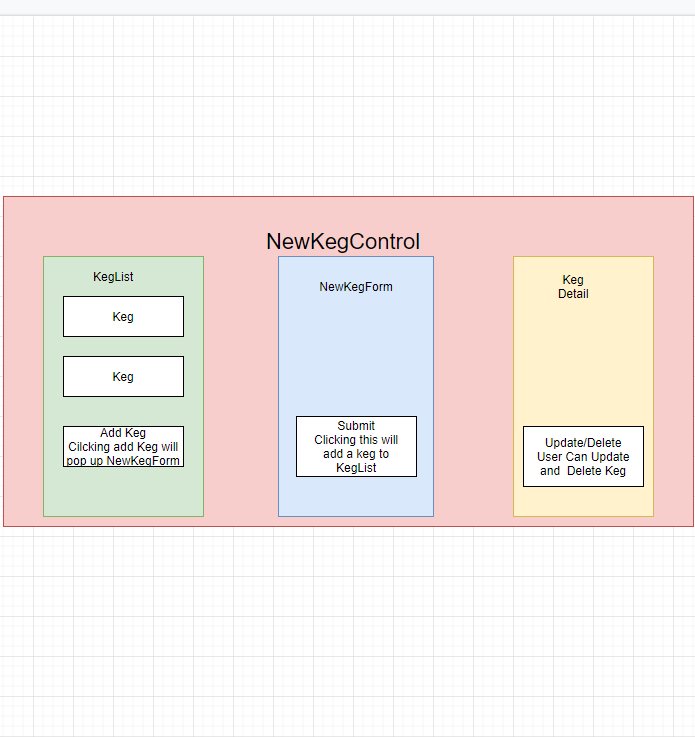 NewKegControl
KegList
Keg
Keg
Add Keg
Cilcking add Keg will
pop up NewKegForm
NewKegForm
Submit
Clicking this will
add a keg to
KegList
Keg
Detail
Update/Delete
User Can Update
and  Delete Keg